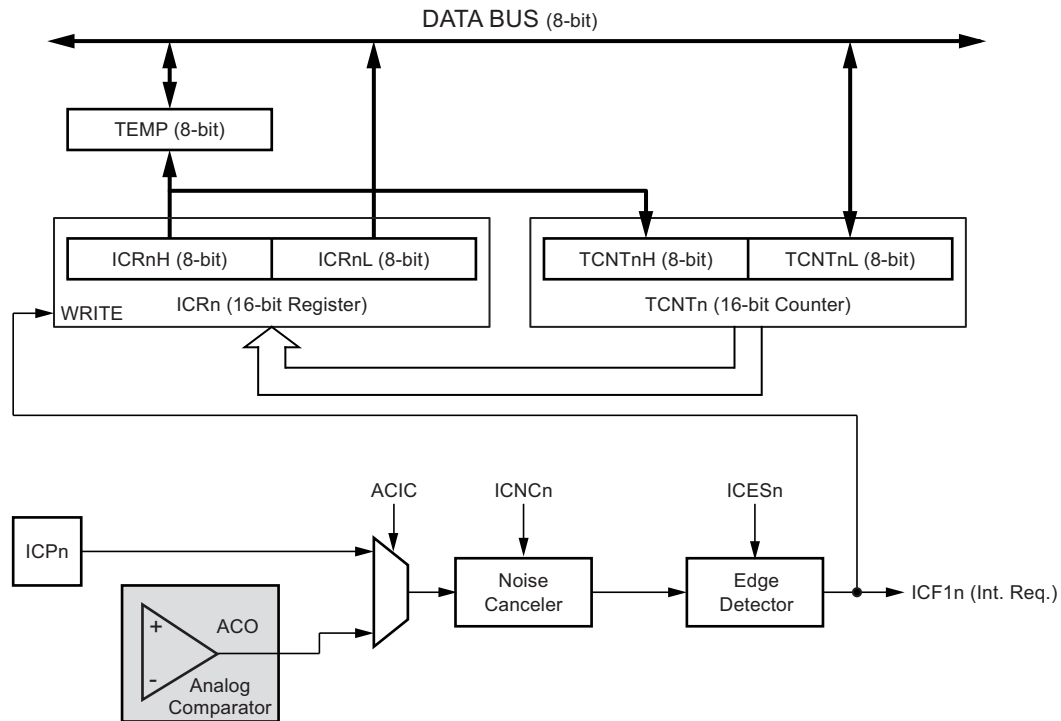 DATA BUS (8-bit)
TEMP (8-bit)
ICRnH (8-bit)
ICRnL (8-bit)
TCNTnH (8-bit)
TCNTnL (8-bit)
WRITE
ICRn (16-bit Register)
TCNTn (16-bit Counter)
ACIC
ICNCn
ICESn
ICPn
Noise
Canceler
Edge
Detector
ICF1n (Int. Req.)
+
ACO
-
Analog
Comparator